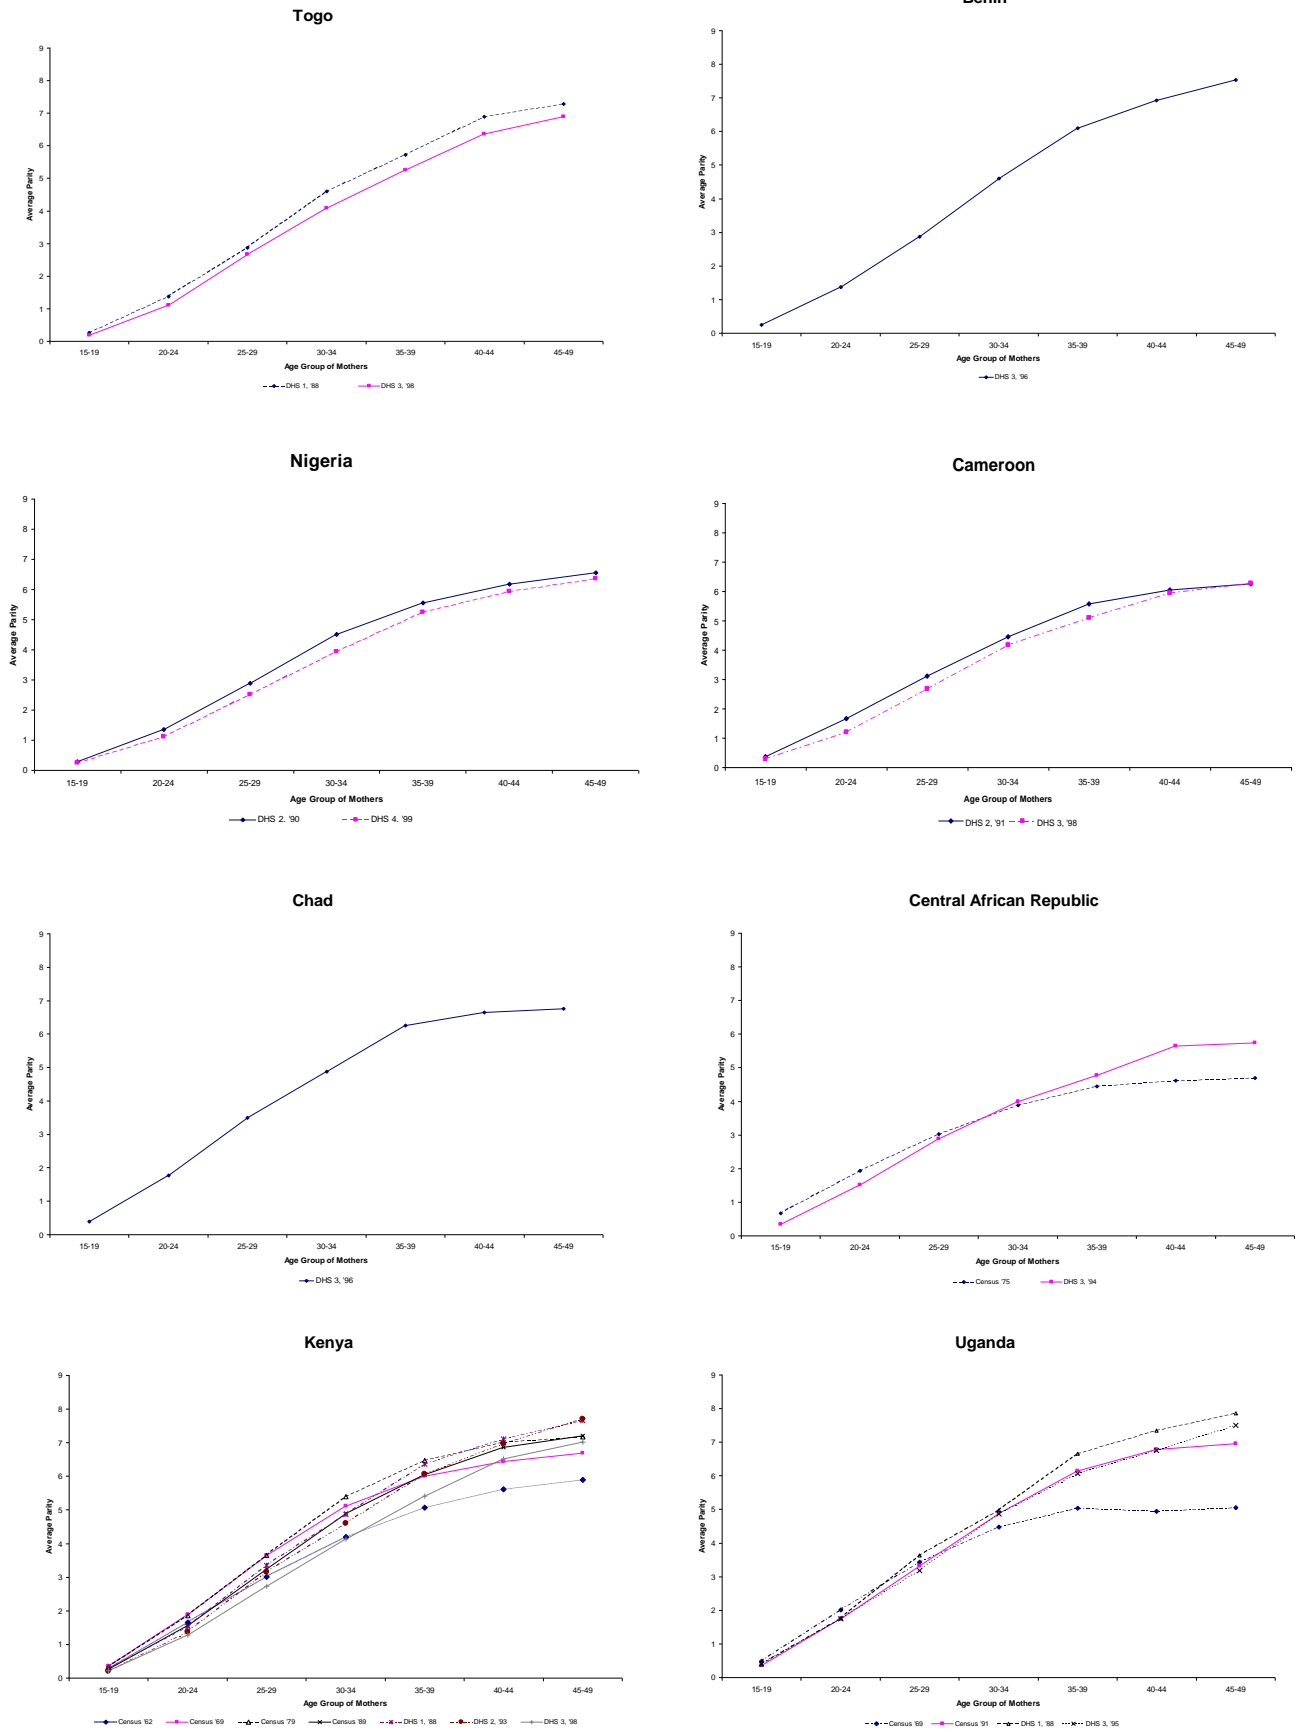 Togo
9
8
7
6
5
4
3
2
1
0
Average Parity
15-19 20-24 25-29 30-34 35-39 40-44 45-49
Age Group of Mothers
DHS 1, '88 DHS 3, '98
Benin
9
8
7
6
5
4
3
2
1
0
Average Parity
15-19 20-24 25-29 30-34 35-39 40-44 45-49
Age Group of Mothers
DHS 3, '96
Nigeria
9
8
7
6
5
4
3
2
1
0
Average Parity
15-19 20-24 25-29 30-34 35-39 40-44 45-49
Age Group of Mothers
DHS 2. '90 DHS 4. '99
Cameroon
9
8
7
6
5
4
3
2
1
0
Average Parity
15-19 20-24 25-29 30-34 35-39 40-44 45-49
Age Group of Mothers
DHS 2, '91 DHS 3, '98
Chad
9
8
7
6
5
4
3
2
1
0
Average Parity
15-19 20-24 25-29 30-34 35-39 40-44 45-49
Age Group of Mothers
DHS 3, '96
Central African Republic
9
8
7
6
5
4
3
2
1
0
Average Parity
15-19 20-24 25-29 30-34 35-39 40-44 45-49
Age Group of Mothers
Census '75 DHS 3, '94
Kenya
9
8
7
6
5
4
3
2
1
0
Average Parity
15-19 20-24 25-29 30-34 35-39 40-44 45-49
Age Group of Mothers
Census '62 Census '69 Census '79 Census '89 DHS 1, '88 DHS 2, '93 DHS 3, '98
Uganda
9
8
7
6
5
4
3
2
1
0
Average Parity
15-19 20-24 25-29 30-34 35-39 40-44 45-49
Age Group of Mothers
Census '69 Census '91 DHS 1, '88 DHS 3, '95